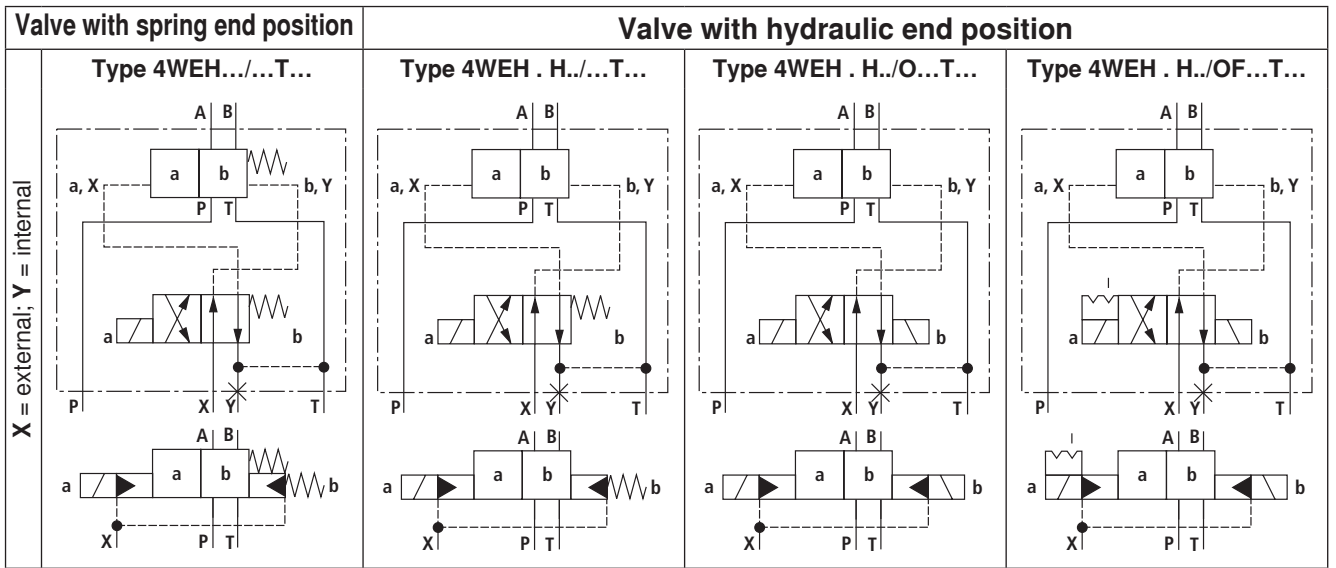 Valve with spring end position
Valve with hydraulic end position
X = external; Y = internal
Type 4WEH.../...T...
Type 4WEH . H../...T...
Type 4WEH . H../O...T...
Type 4WEH . H../OF...T...
A B
a b
a, X b, Y
P T
a b
P X Y T
A B
a a b b
X P T
A B
a b
a, X b, Y
P T
a b
P X Y T
A B
a a b b
X P T
A B
a b
a, X b, Y
P T
a b
P X Y T
A B
a a b b
X P T
A B
a b
a, X b, Y
P T
I
a b
P X Y T
A B
I
a a b b
X P T